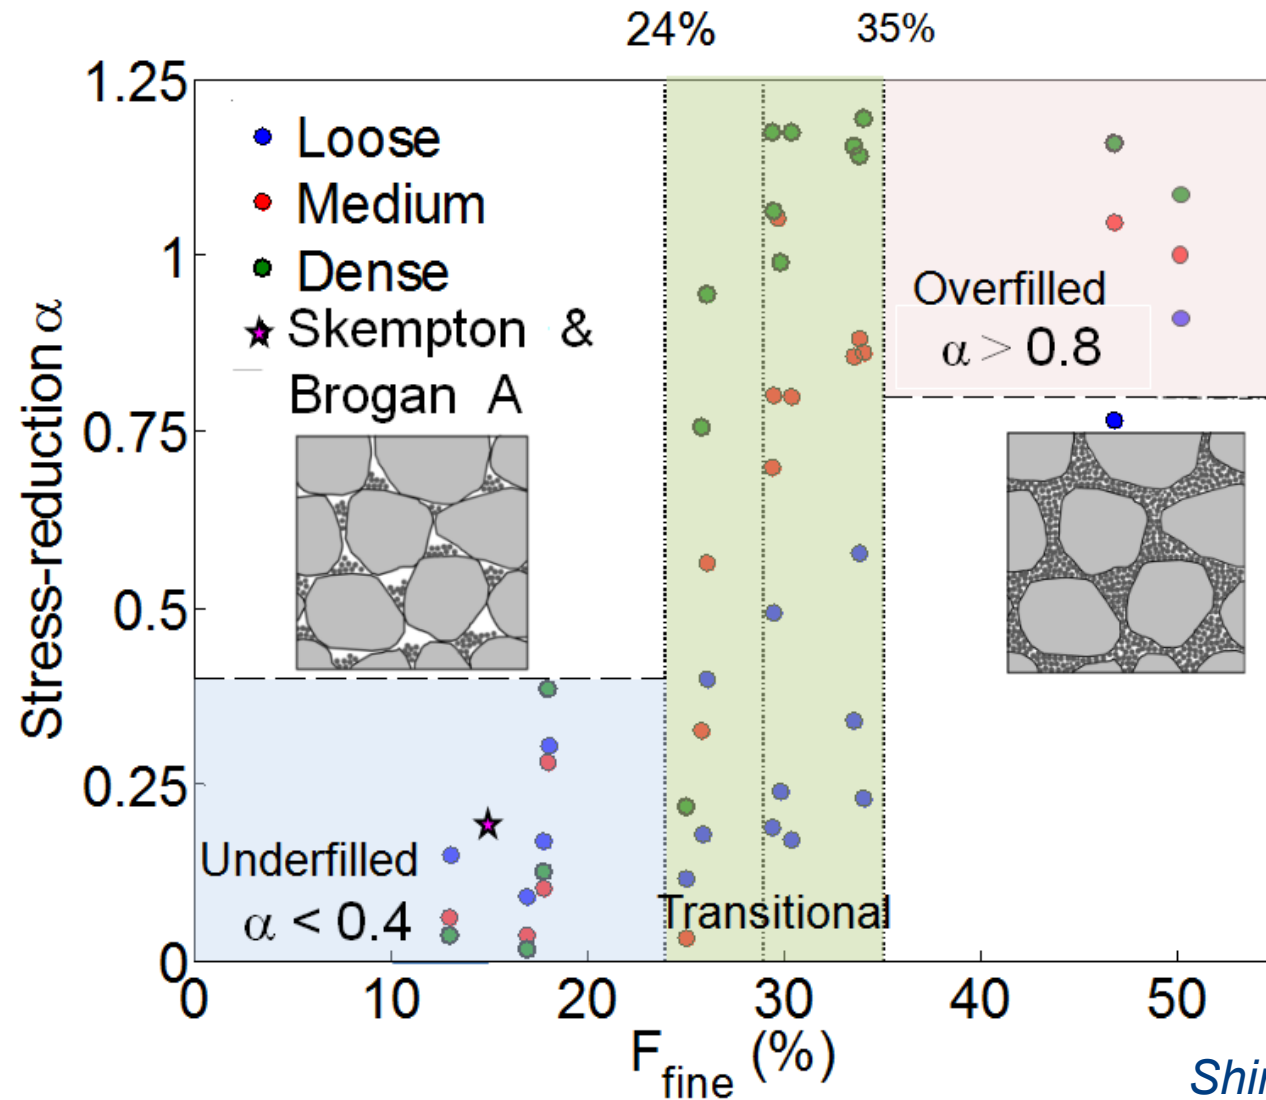 24% 35%
1.25
Loose
Medium
Dense
Skempton &
Brogan A
1
0.75
0.5
0.25
0
Stress-reduction α
Overfilled
α > 0.8
Underfilled
α < 0.4
Transitional
0 10 20 30 40 50
F fine (%)